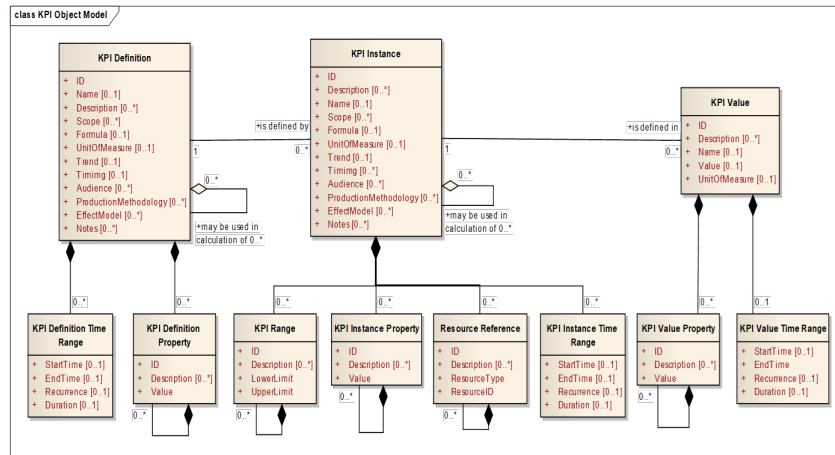 class KPI Object Model
KPI Definition
+ ID
+ Name [0..1]
+ Description [0..*]
+ Scope [0..*]
+ Formula [0..1]
+ UnitOfMeasure [0..1]
+ Trend [0..1]
+ Timimg [0..*]
+ Audience [0..*]
+ ProductionMethodology [0..*]
+ EffectModel [0..*]
+ Notes [0..*]
0..*
+may be used in
calculation of 0..*
1
+is defined by
0..*
KPI Instance
+ ID
+ Description [0..*]
+ Name [0..1]
+ Scope [0..*]
+ Formula [0..1]
+ UnitOfMeasure [0..1]
+ Trend [0..1]
+ Timimg [0..*]
+ Audience [0..*]
+ ProductionMethodology [0..*]
+ EffectModel [0..*]
+ Notes [0..*]
0..*
+may be used in
calculation of 0..*
1
+is defined in
0..*
KPI Value
+ ID
+ Description [0..*]
+ Name [0..1]
+ Value [0..1]
+ UnitOfMeasure [0..1]
0..*
0..*
0..*
0..*
0..*
0..*
0..*
0..1
KPI Definition Time
Range
+ StartTime [0..1]
+ EndTime [0..1]
+ Recurrence [0..1]
+ Duration [0..1]
KPI Definition
Property
+ ID
+ Description [0..*]
+ Value
0..*
KPI Range
+ ID
+ Description [0..*]
+ LowerLimit
+ UpperLimit
0..*
KPI Instance Property
+ ID
+ Description [0..*]
+ Value
0..*
Resource Reference
+ ID
+ Description [0..*]
+ ResourceType
+ ResourceID
0..*
KPI Instance Time
Range
+ StartTime [0..1]
+ EndTime [0..1]
+ Recurrence [0..1]
+ Duration [0..1]
KPI Value Property
+ ID
+ Description [0..*]
+ Value
0..*
KPI Value Time Range
+ StartTime [0..1]
+ EndTime
+ Recurrence [0..1]
+ Duration [0..1]